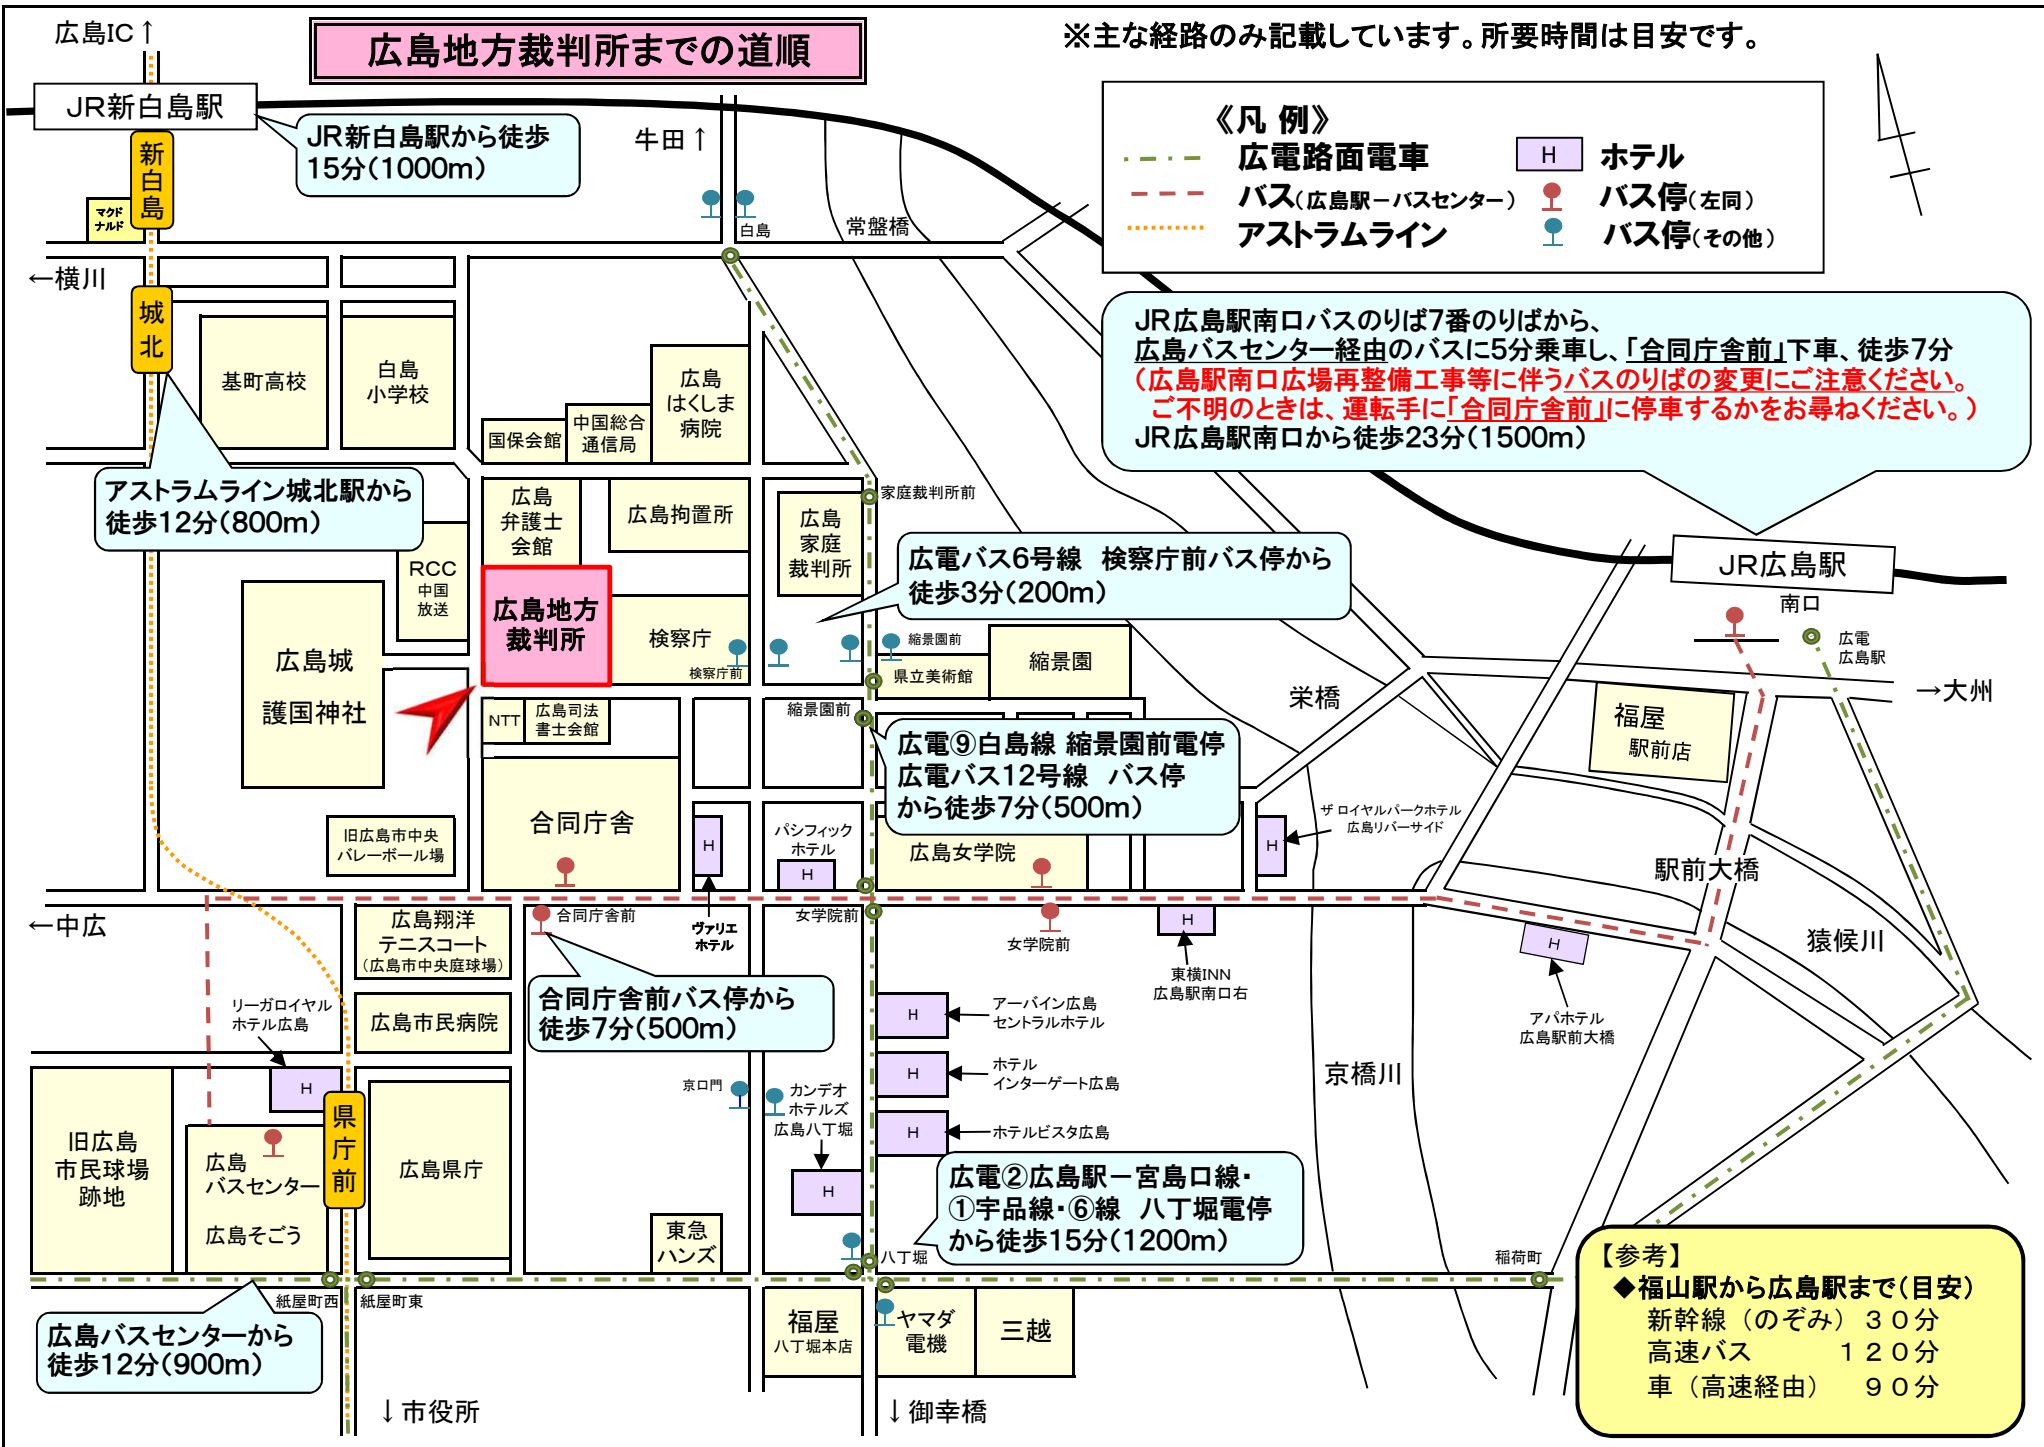 広島IC↑
広島地方裁判所までの道順
※主な経路のみ記載しています。所要時間は目安です。
JR新白島駅
JR新白島駅から徒歩
15分(1000m)
牛田↑
新白島
マクド
ナルド
白島
常盤橋
《凡 例》
広電路面電車
H ホテル
バス(広島駅－バスセンター)
バス停(左同)
アストラムライン
バス停(その他)
←横川
城北
基町高校
白島
小学校
国保会館
中国総合
通信局
広島
はくしま
病院
JR広島駅南口バスのりば7番のりばから、
広島バスセンター経由のバスに5分乗車し、「合同庁舎前」下車、徒歩7分
(広島駅南口広場再整備工事等に伴うバスのりばの変更にご注意ください。
ご不明のときは、運転手に「合同庁舎前」に停車するかをお尋ねください。)
JR広島駅南口から徒歩23分(1500m)
アストラムライン城北駅から
徒歩12分(800m)
広島
弁護士
会館
広島拘置所
広島
家庭
裁判所
家庭裁判所前
RCC
中国
放送
広島地方
裁判所
検察庁
検察庁前
広電バス6号線 検察庁前バス停から
徒歩3分(200m)
縮景園前
県立美術館
縮景園
JR広島駅
南口
広電
広島駅
→大州
広島城
護国神社
NTT
広島司法
書士会館
縮景園前
広電⑨白島線 縮景園前電停
広電バス12号線 バス停
から徒歩7分(500m)
栄橋
福屋
駅前店
旧広島市中央
バレーボール場
合同庁舎
H
パシフィック
ホテル
H
広島女学院
H
ザ ロイヤルパークホテル
広島リバーサイド
駅前大橋
←中広
広島翔洋
テニスコート
(広島市中央庭球場)
合同庁舎前
ヴァリエ
ホテル
女学院前
女学院前
H
東横INN
広島駅南口右
H
アパホテル
広島駅前大橋
猿候川
リーガロイヤル
ホテル広島
広島市民病院
合同庁舎前バス停から
徒歩7分(500m)
H
アーバイン広島
セントラルホテル
H
京口門
カンデオ
ホテルズ
広島八丁堀
H
ホテル
インターゲート広島
京橋川
旧広島
市民球場
跡地
広島
バスセンター
広島そごう
県庁前
広島県庁
東急
ハンズ
H
H
ホテルビスタ広島
広電②広島駅－宮島口線・
①宇品線・⑥線 八丁堀電停
から徒歩15分(1200m)
八丁堀
稲荷町
紙屋町西
紙屋町東
広島バスセンターから
徒歩12分(900m)
福屋
八丁堀本店
ヤマダ
電機
三越
↓市役所
↓御幸橋
【参考】
◆福山駅から広島駅まで(目安)
新幹線（のぞみ）３０分
高速バス １２０分
車（高速経由） ９０分